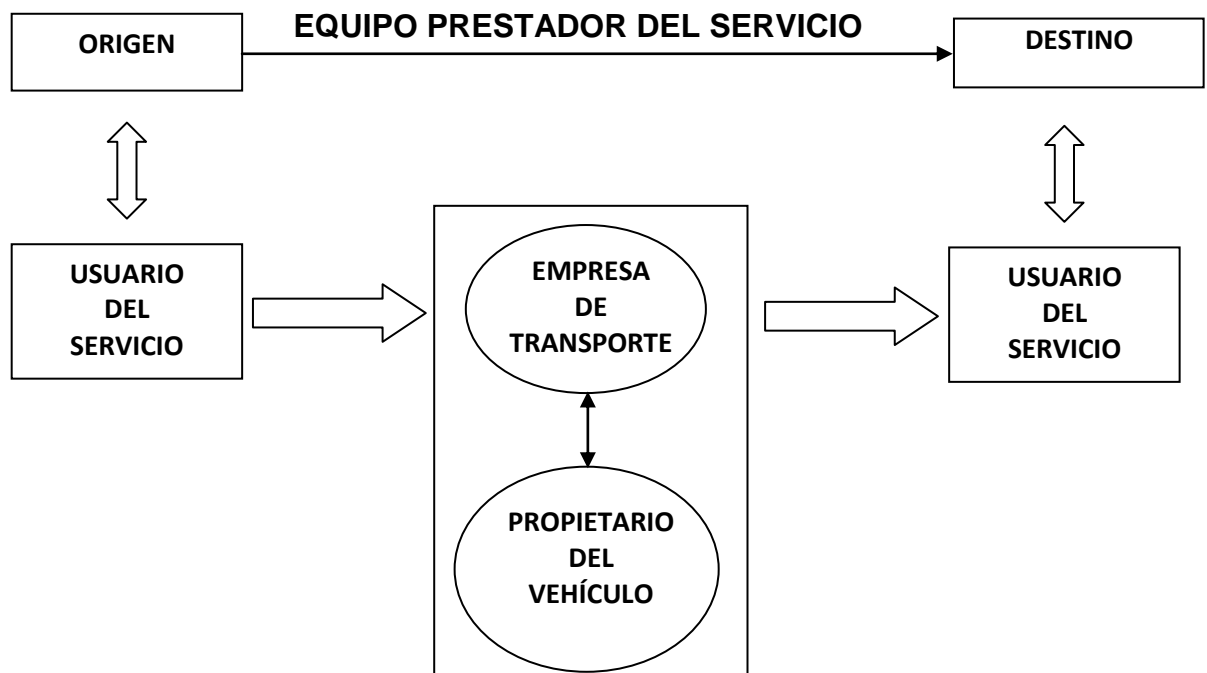 ORIGEN
EQUIPO PRESTADOR DEL SERVICIO
DESTINO
USUARIO
DEL
SERVICIO
EMPRESA
DE
TRANSPORTE
USUARIO
DEL
SERVICIO
PROPIETARIO
DEL
VEHÍCULO